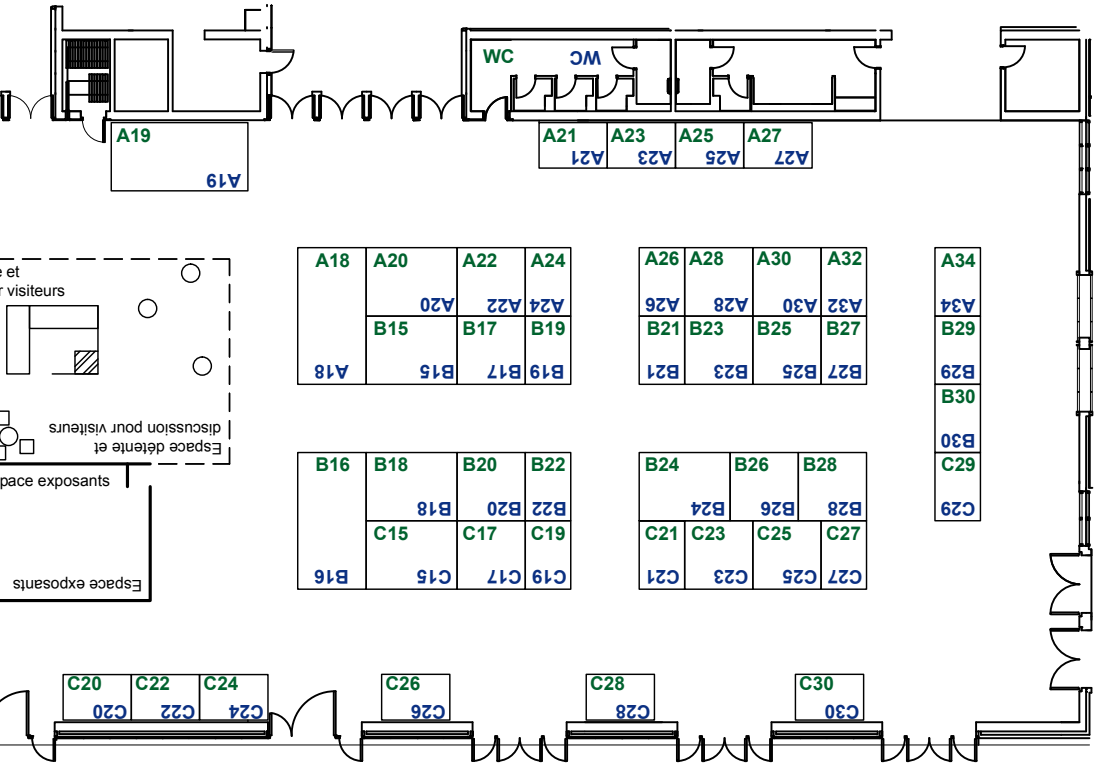 WC WC
A19
A19
A21 A23 A25 A27
A21 A23 A25 A27
e et
r visiteurs
A18 A20 A22 A24 A26 A28 A30 A32 A34
A20 A22 A24 A26 A28 A30 A32 A34
B15 B17 B19 B21 B23 B25 B27 B29
A18 B15 B17 B19 B21 B23 B25 B27 B29
B30
B30
Espace détente et
discussion pour visiteurs
pace exposants
B16 B18 B20 B22 B24 B26 B28 C29
B18 B20 B22 B24 B26 B28 C29
C15 C17 C19 C21 C23 C25 C27
B16 C15 C17 C19 C21 C23 C25 C27
Espace exposants
C20 C22 C24 C26 C28 C30
C20 C22 C24 C26 C28 C30